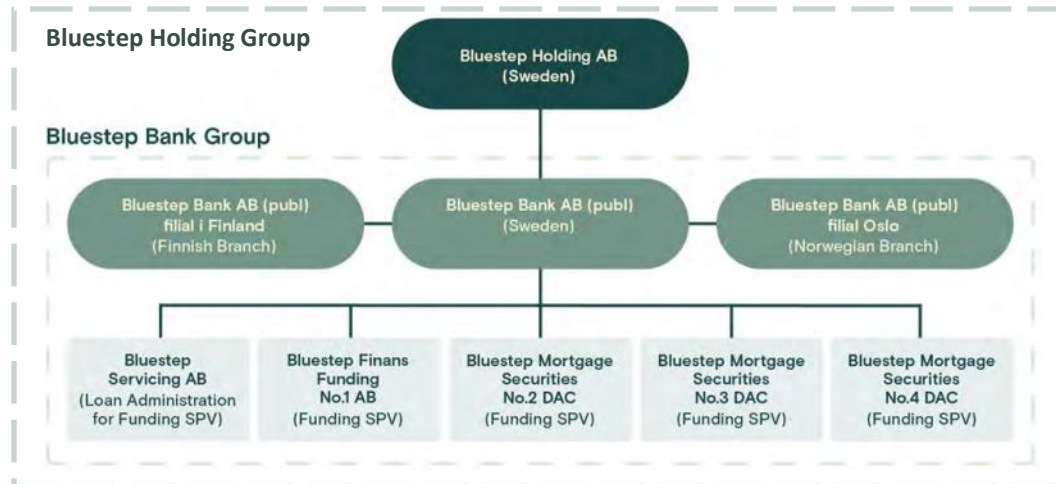 Bluestep Holding Group
Bluestep Holding AB
(Sweden)
Bluestep Bank Group
Bluestep Bank AB (publ)
filial i Finland
(Finnish Branch)
Bluestep Bank AB (publ)
(Sweden)
Bluestep Bank AB (publ)
filial Oslo
(Norwegian Branch)
Bluestep
Servicing AB
(Loan Administration
for Funding SPV)
Bluestep Finans
Funding
No.1 AB
(Funding SPV)
Bluestep Mortgage
Securities
No.2 DAC
(Funding SPV)
Bluestep Mortgage
Securities
No.3 DAC
(Funding SPV)
Bluestep Mortgage
Securities
No.4 DAC
(Funding SPV)